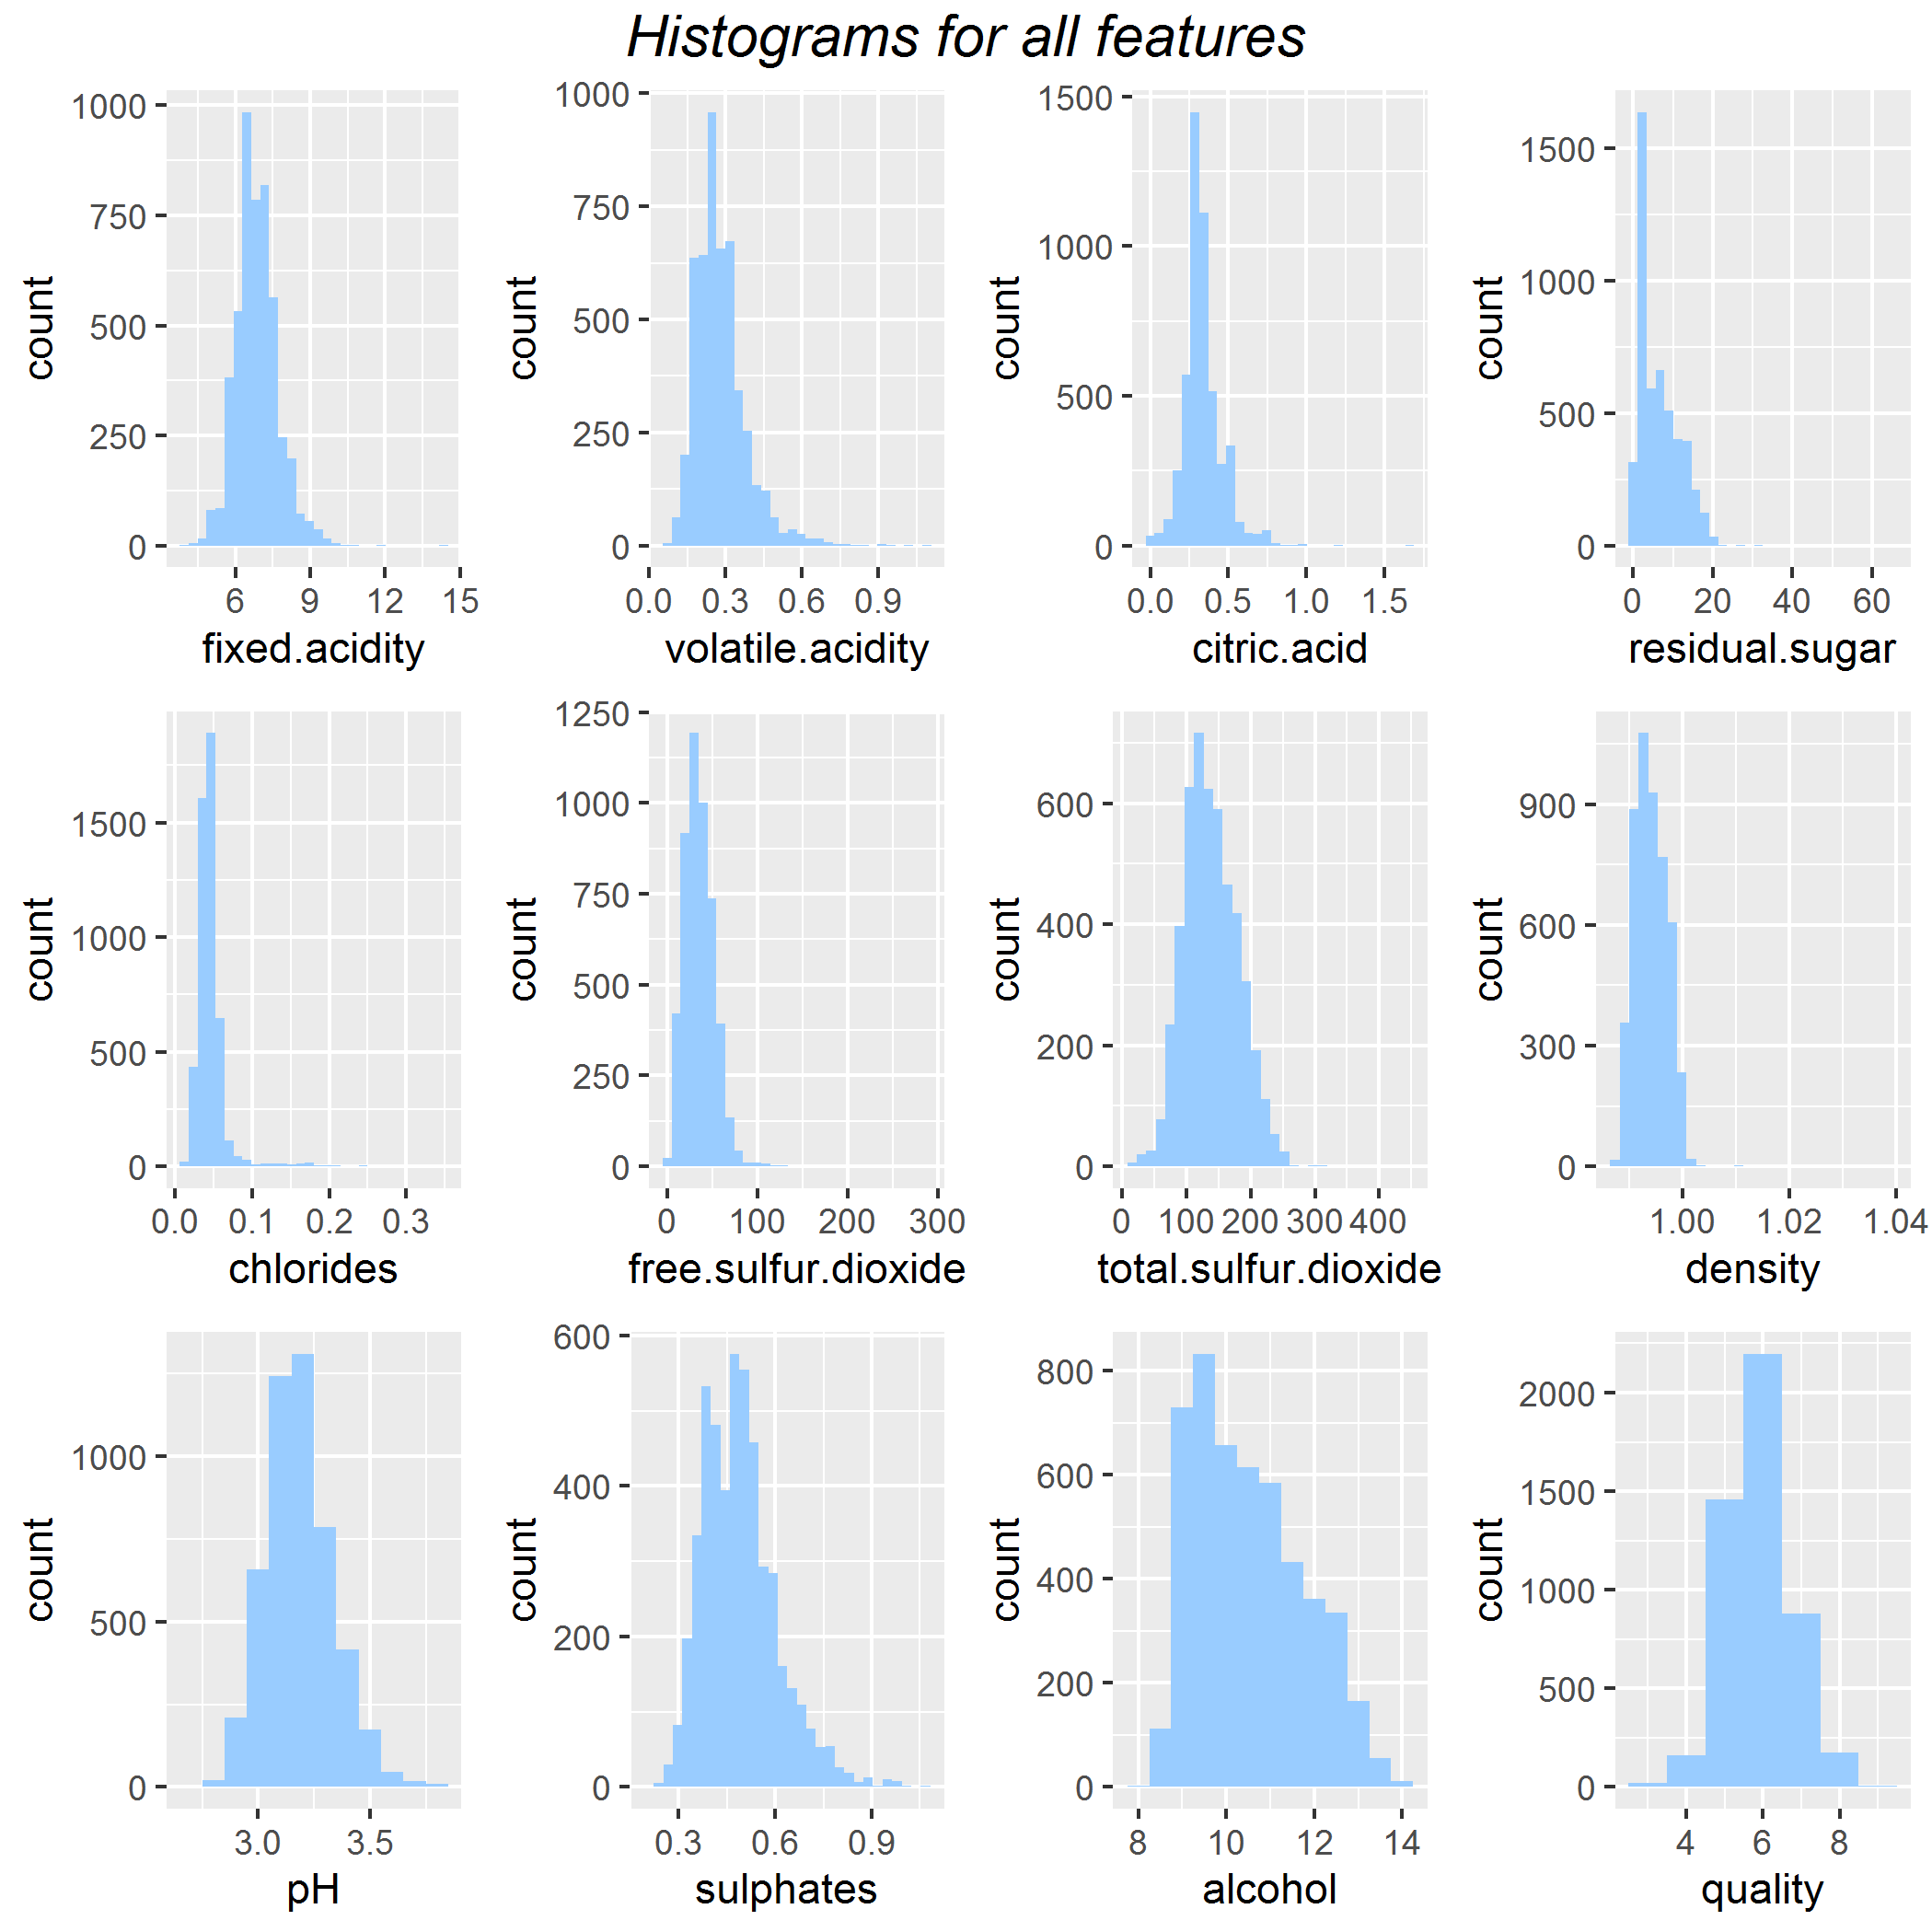 Histograms for all features
1000
750
500
250
0
count
6 9 12 15
fixed.acidity
1000
750
500
250
0
count
0.0 0.3 0.6 0.9
volatile.acidity
1500
1000
500
0
count
0.0 0.5 1.0 1.5
citric.acid
1500
1000
500
0
count
0 20 40 60
residual.sugar
1500
1000
500
0
count
0.0 0.1 0.2 0.3
chlorides
1250
1000
750
500
250
0
count
0 100 200 300
free.sulfur.dioxide
600
400
200
0
count
0 100 200 300 400
total.sulfur.dioxide
900
600
300
0
count
1.00 1.02 1.04
density
1000
500
0
count
3.0 3.5
pH
600
400
200
0
count
0.3 0.6 0.9
sulphates
800
600
400
200
0
count
8 10 12 14
alcohol
2000
1500
1000
500
0
count
4 6 8
quality